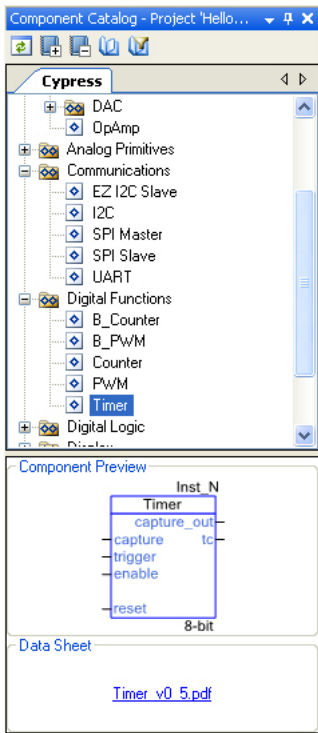 Component Catalog - Project 'Hello...
Cypress
DAC
OpAmp
Analog Primitives
Communications
EZ I2C Slave
I2C
SPI Master
SPI Slave
UART
Digital Functions
B_Counter
B_PWM
Counter
PWM
Timer
Digital Logic
Display
Component Preview
Inst_N
Timer
capture_out
capture tc
trigger
enable
reset
8-bit
Data Sheet
Timer_v0_5.pdf